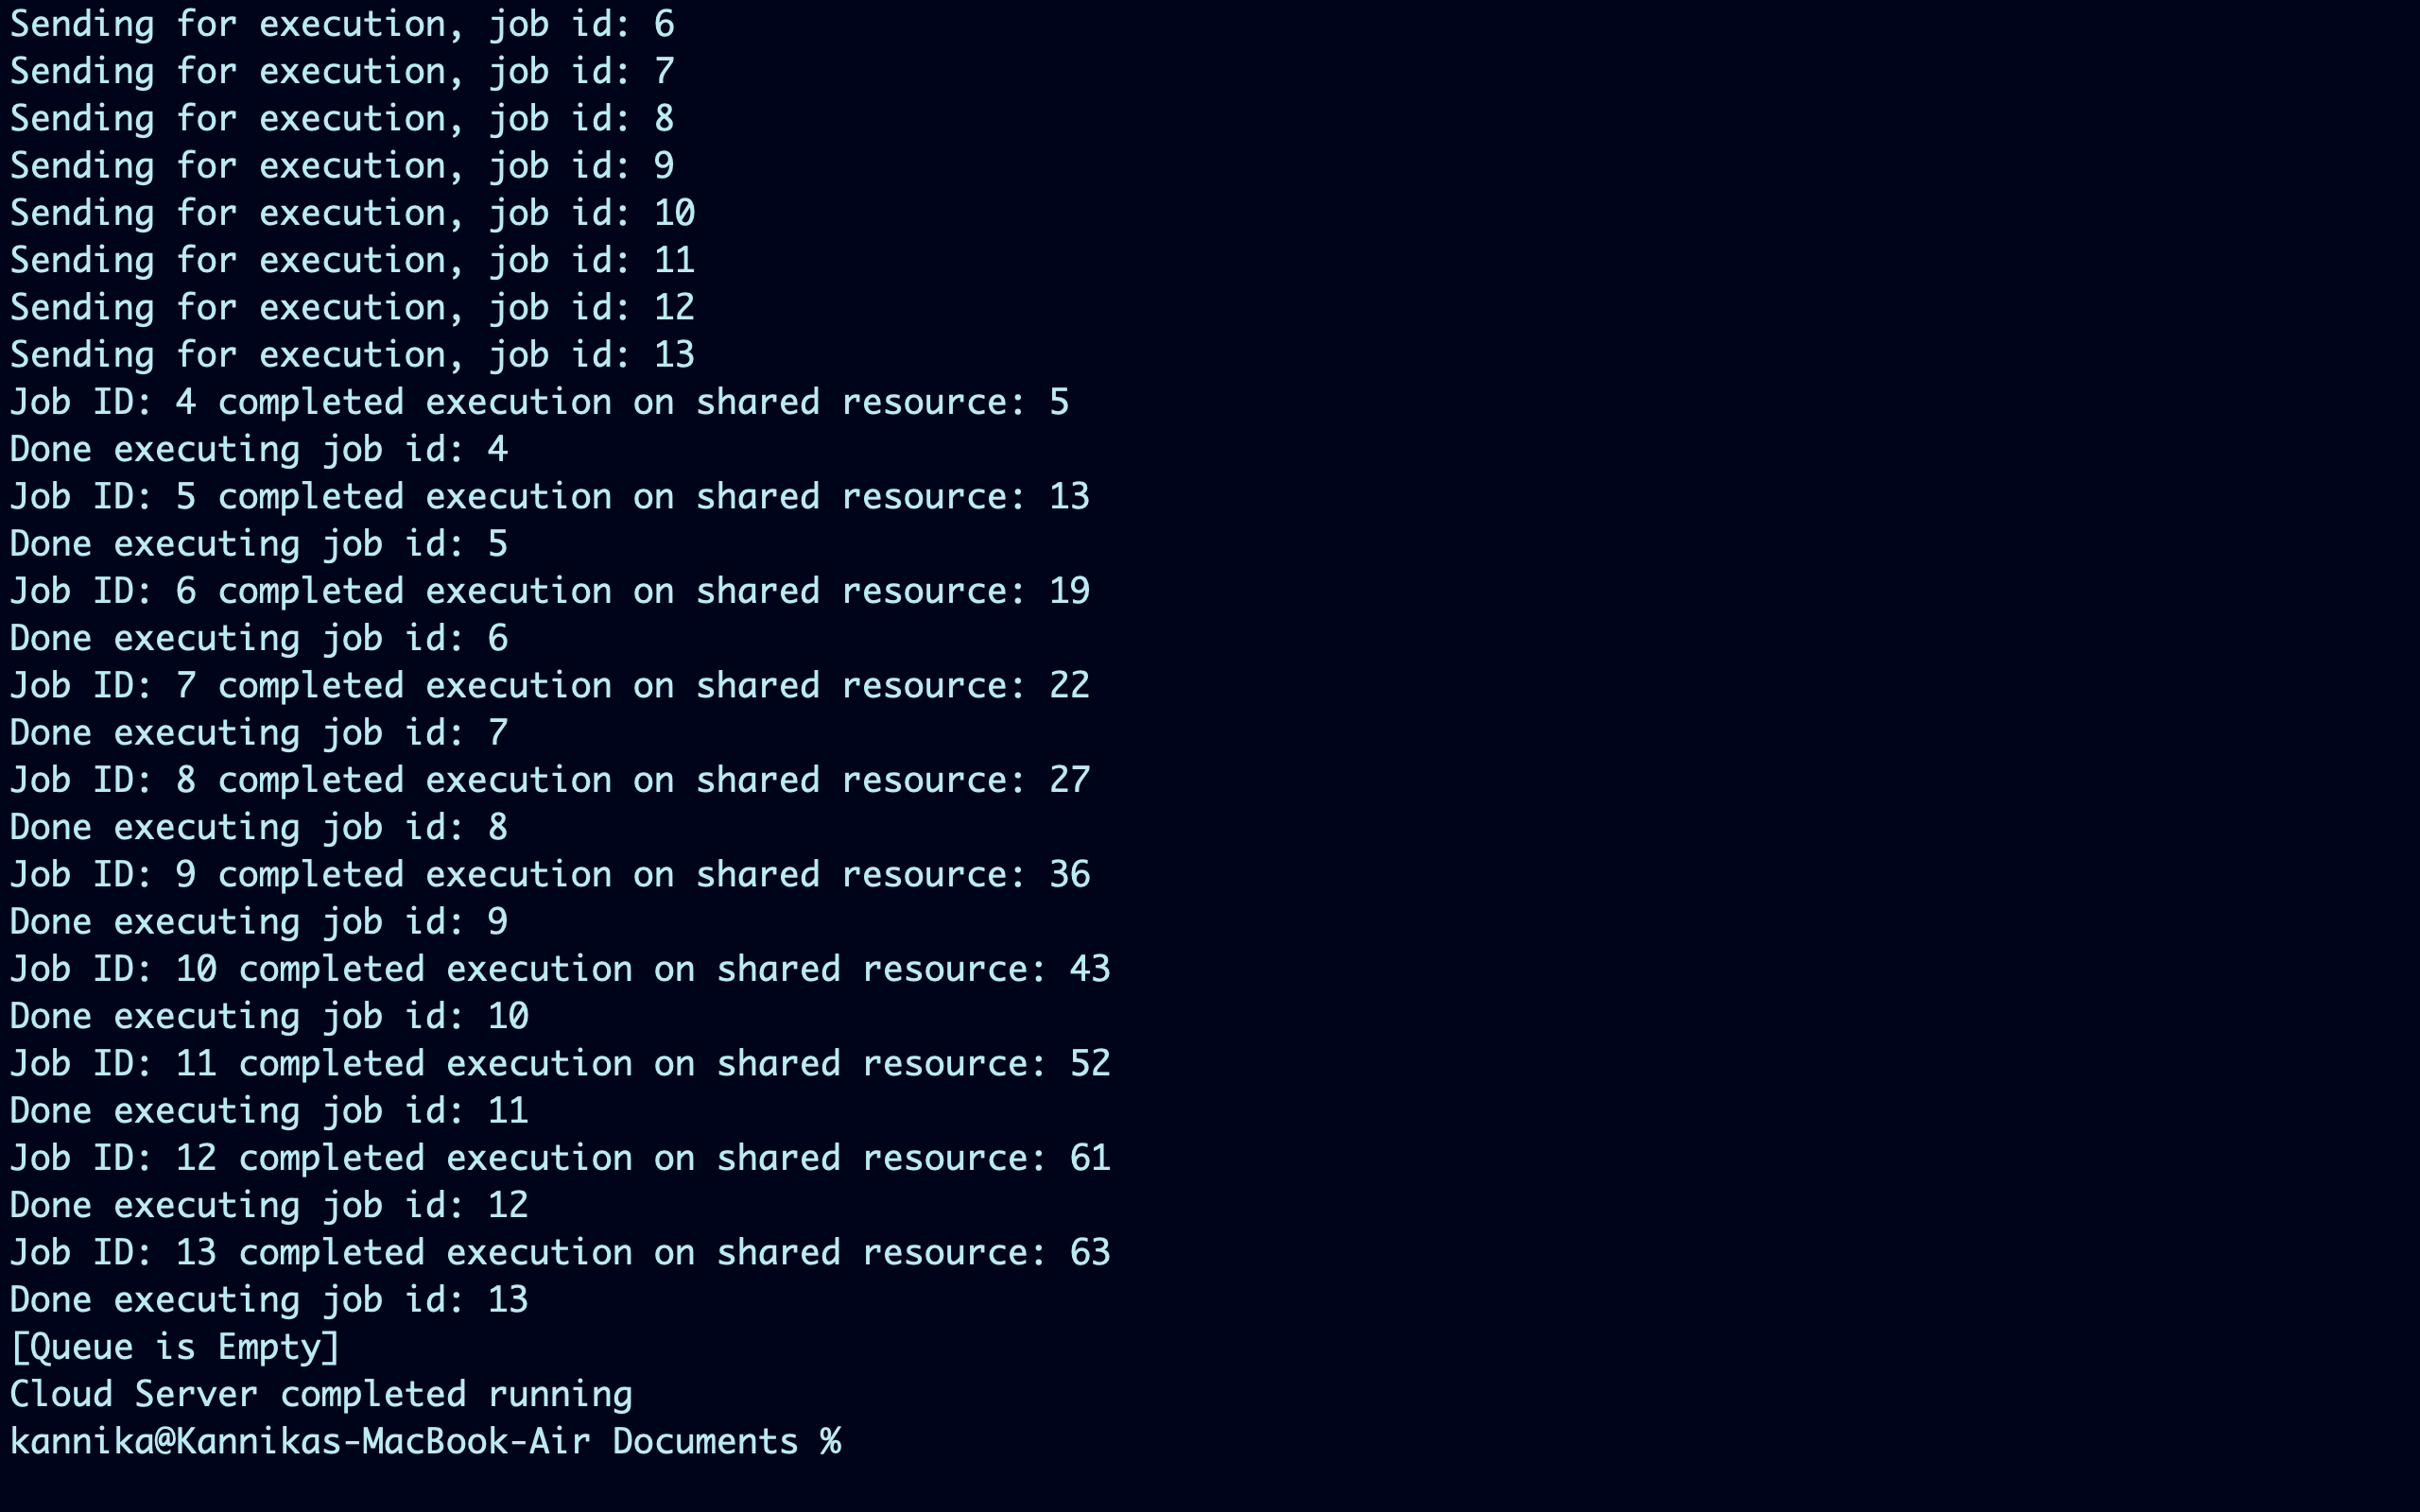 Sending for execution, job id: 6
Sending for execution, job id: 7
Sending for execution, job id: 8
Sending for execution, job id: 9
Sending for execution, job id: 10
Sending for execution, job id: 11
Sending for execution, job id: 12
Sending for execution, job id: 13
Job ID: 4 completed execution on shared resource: 5
Done executing job id: 4
Job ID: 5 completed execution on shared resource: 13
Done executing job id: 5
Job ID: 6 completed execution on shared resource: 19
Done executing job id: 6
Job ID: 7 completed execution on shared resource: 22
Done executing job id: 7
Job ID: 8 completed execution on shared resource: 27
Done executing job id: 8
Job ID: 9 completed execution on shared resource: 36
Done executing job id: 9
Job ID: 10 completed execution on shared resource: 43
Done executing job id: 10
Job ID: 11 completed execution on shared resource: 52
Done executing job id: 11
Job ID: 12 completed execution on shared resource: 61
Done executing job id: 12
Job ID: 13 completed execution on shared resource: 63
Done executing job id: 13
[Queue is Empty]
Cloud Server completed running
kannika@Kannikas-MacBook-Air Documents %